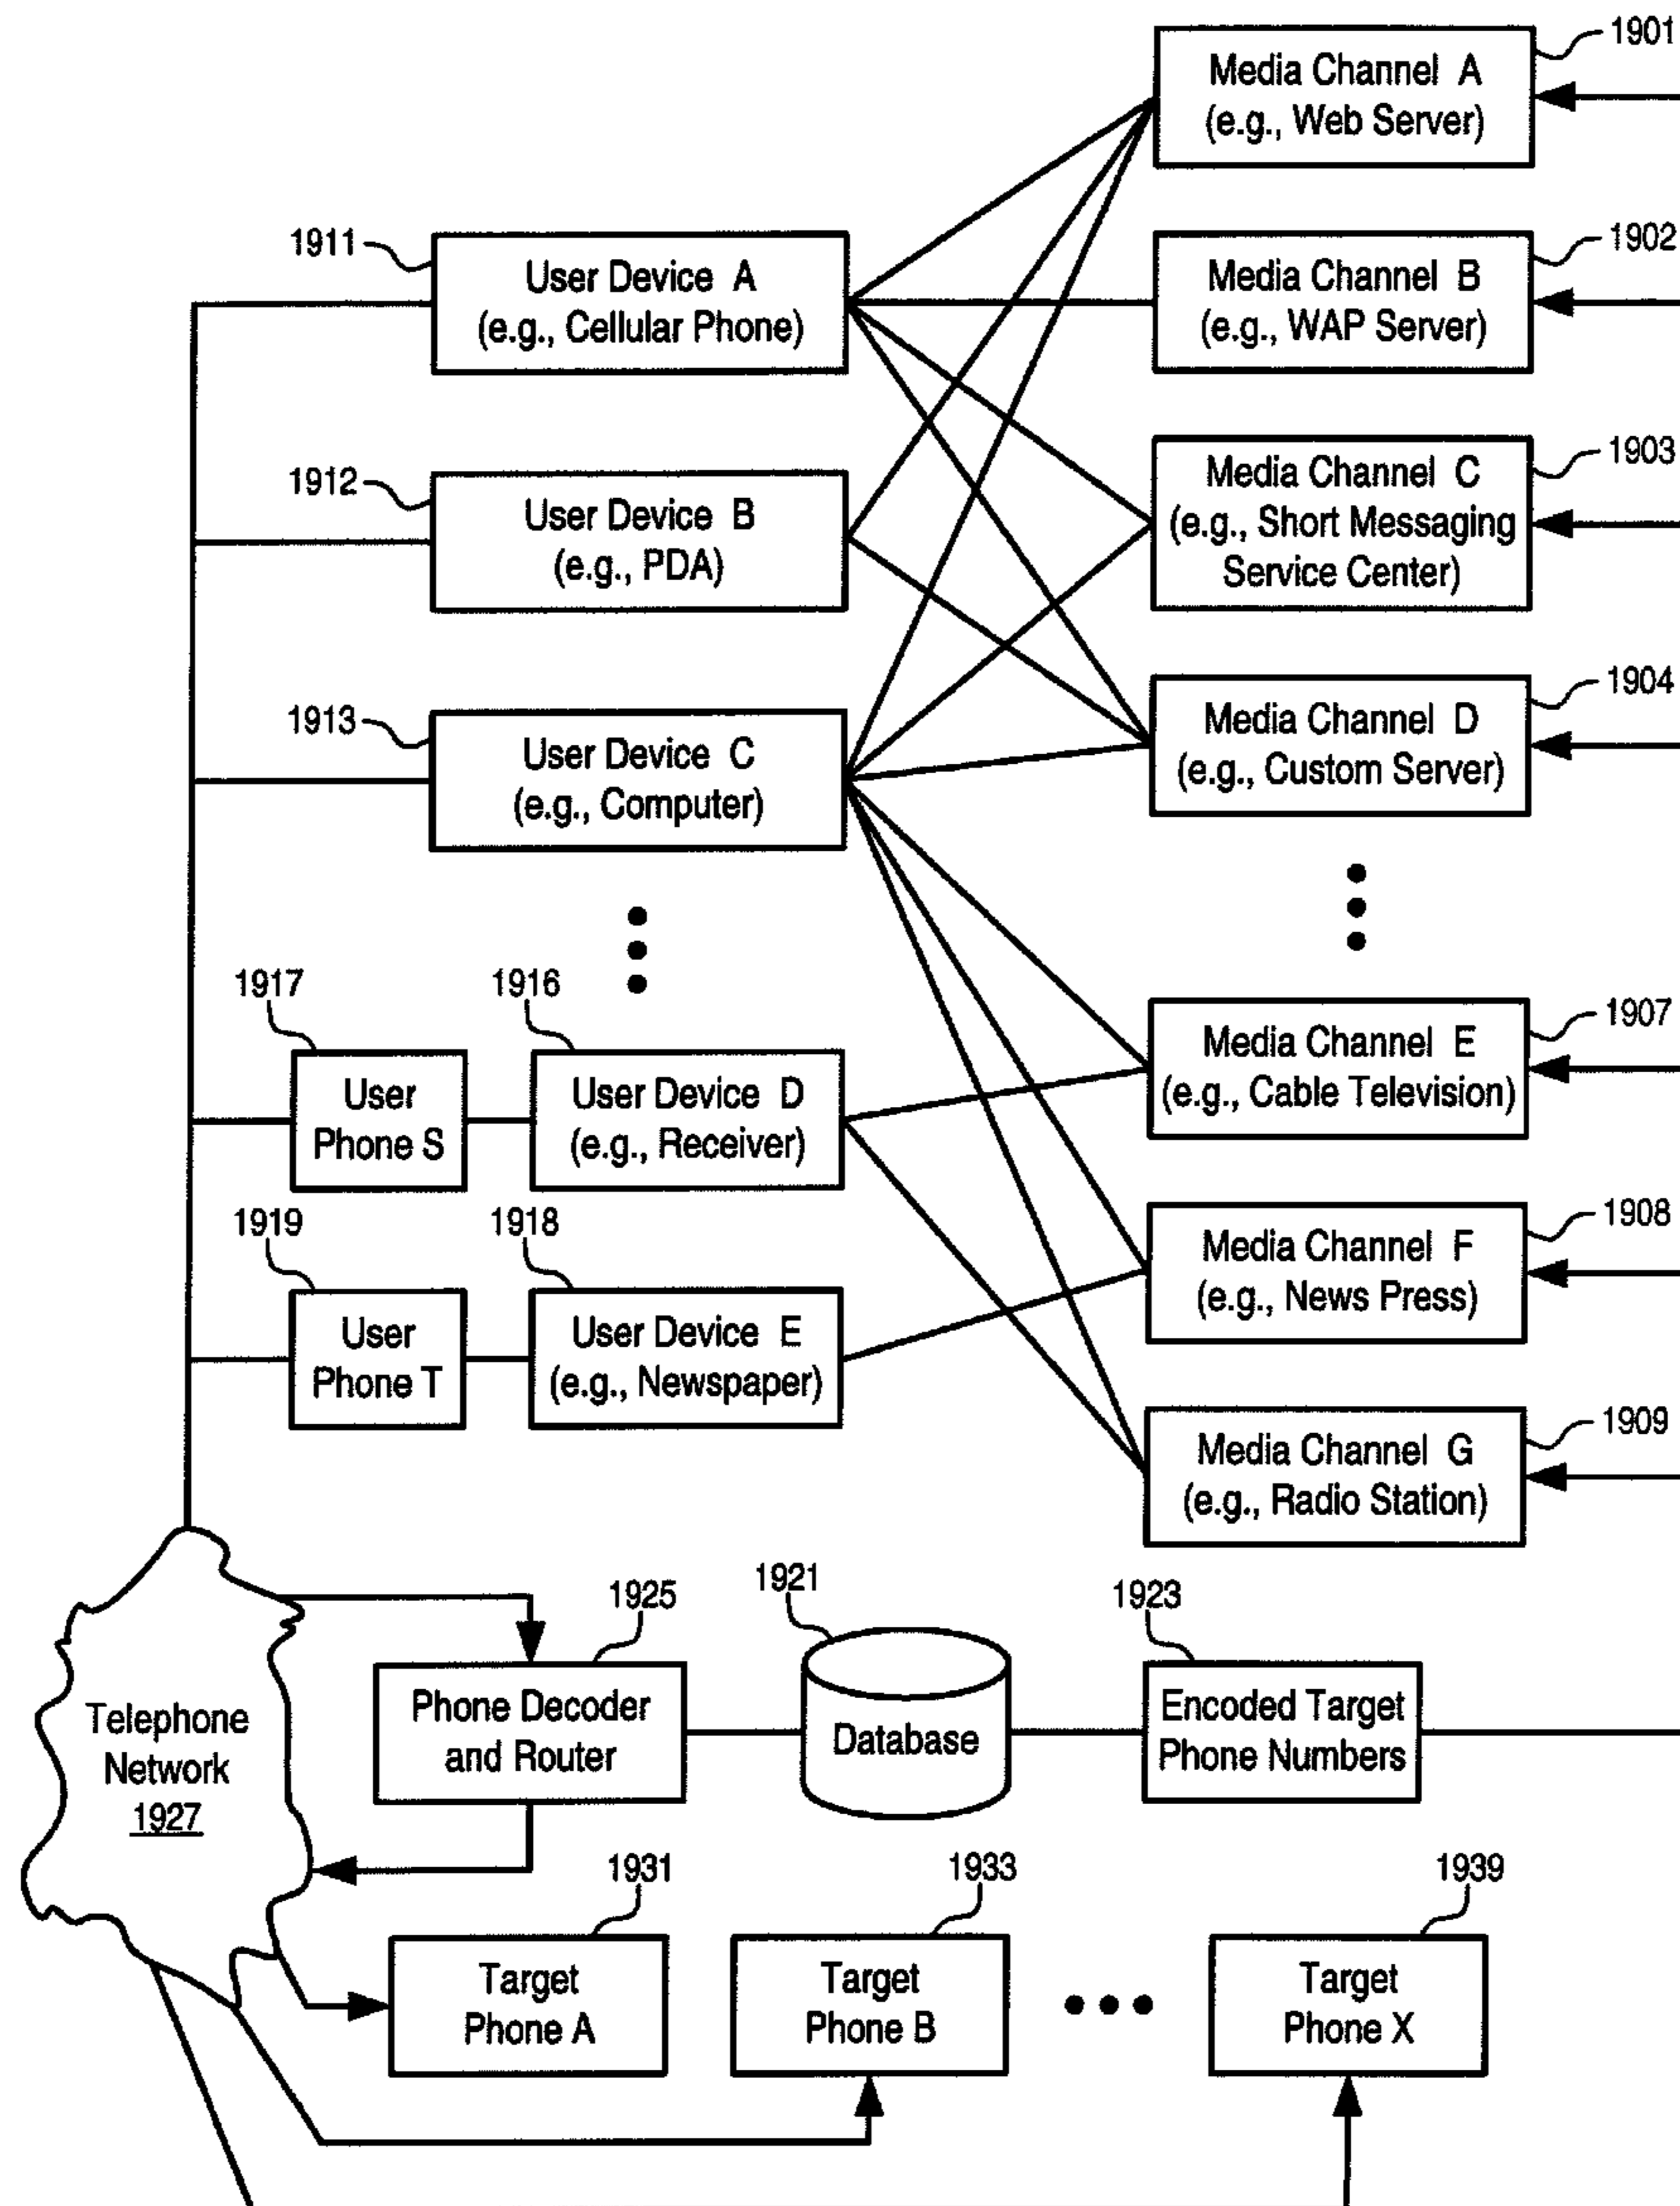 1901
Media Channel A
(e.g., Web Server)
1911
User Device A
(e.g., Cellular Phone)
1902
Media Channel B
(e.g., WAP Server)
1912
User Device B
(e.g., PDA)
1903
Media Channel C
(e.g., Short Messaging
Service Center)
1913
User Device C
(e.g., Computer)
1904
Media Channel D
(e.g., Custom Server)
1917
User
Phone S
1916
User Device D
(e.g., Receiver)
1907
Media Channel E
(e.g., Cable Television)
1919
User
Phone T
1918
User Device E
(e.g., Newspaper)
1908
Media Channel F
(e.g., News Press)
1909
Media Channel G
(e.g., Radio Station)
Telephone
Network
1927
1925
Phone Decoder
and Router
1921
Database
1923
Encoded Target
Phone Numbers
1931
Target
Phone A
1933
Target
Phone B
1939
Target
Phone X